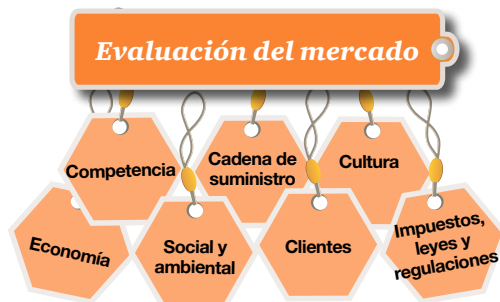 Evaluación del mercado
Competencia
Cadena de
suministro
Cultura
Economía
Social y
ambiental
Clientes
Impuestos,
leyes y
regulaciones